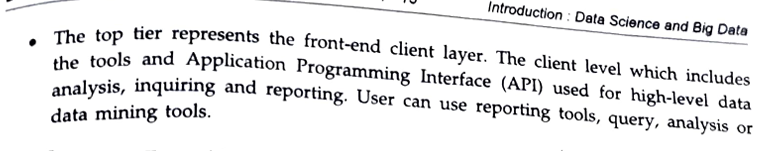 Introduction : Data Science and Big Data
• The top tier represents the front-end client layer. The client level which includes
the tools and Application Programming Interface (API) used for high-level data
analysis, inquiring and reporting. User can use reporting tools, query, analysis or
data mining tools.